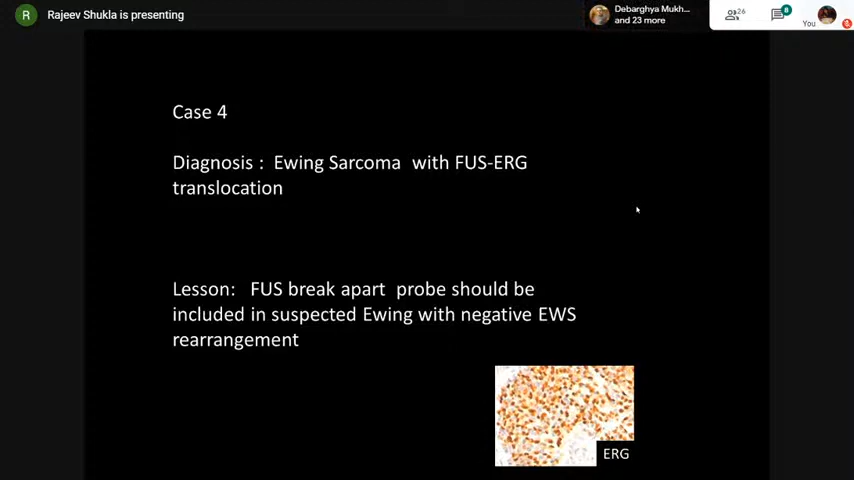 R
Rajeev Shukla is presenting
Debarghya Mukh...
and 23 more
26
8
You
Case 4
Diagnosis : Ewing Sarcoma with FUS-ERG
translocation
Lesson: FUS break apart probe should be
included in suspected Ewing with negative EWS
rearrangement
ERG